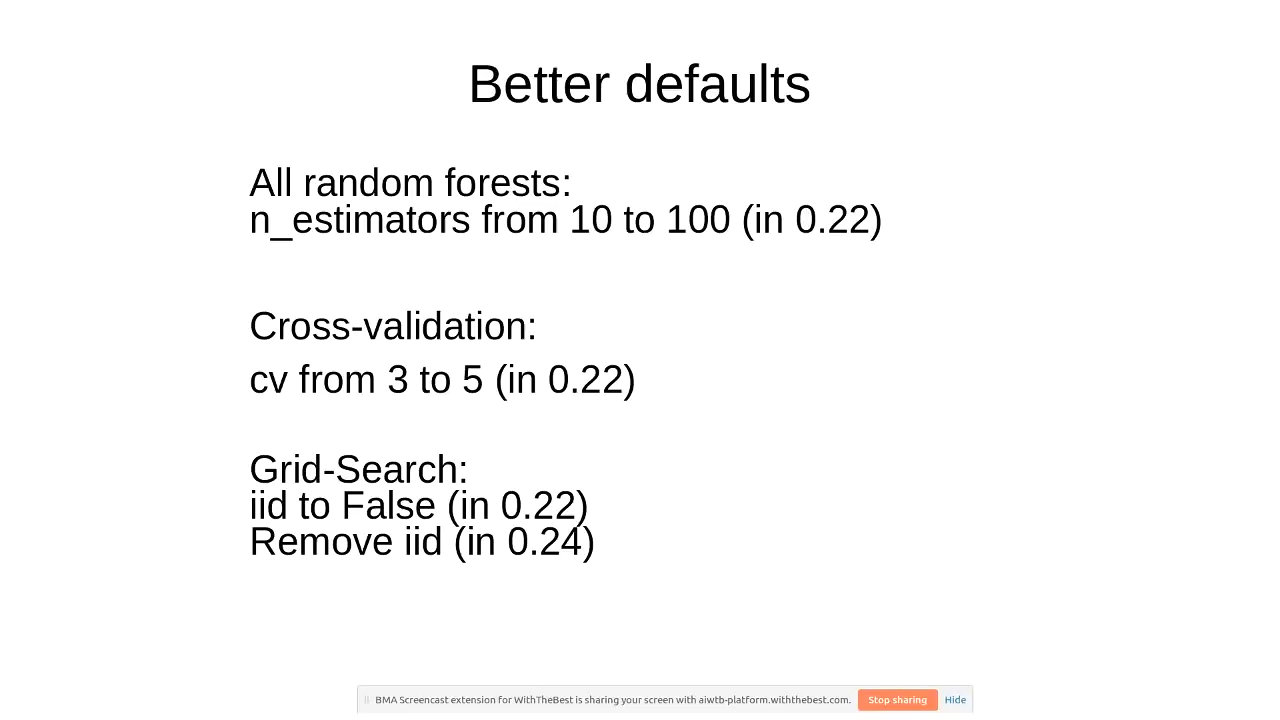 Better defaults
All random forests:
n_estimators from 10 to 100 (in 0.22)
Cross-validation:
cv from 3 to 5 (in 0.22)
Grid-Search:
iid to False (in 0.22)
Remove iid (in 0.24)
BMA Screencast extension for WithTheBest is sharing your screen with aiwtb-platform.withthebest.com. Stop sharing Hide